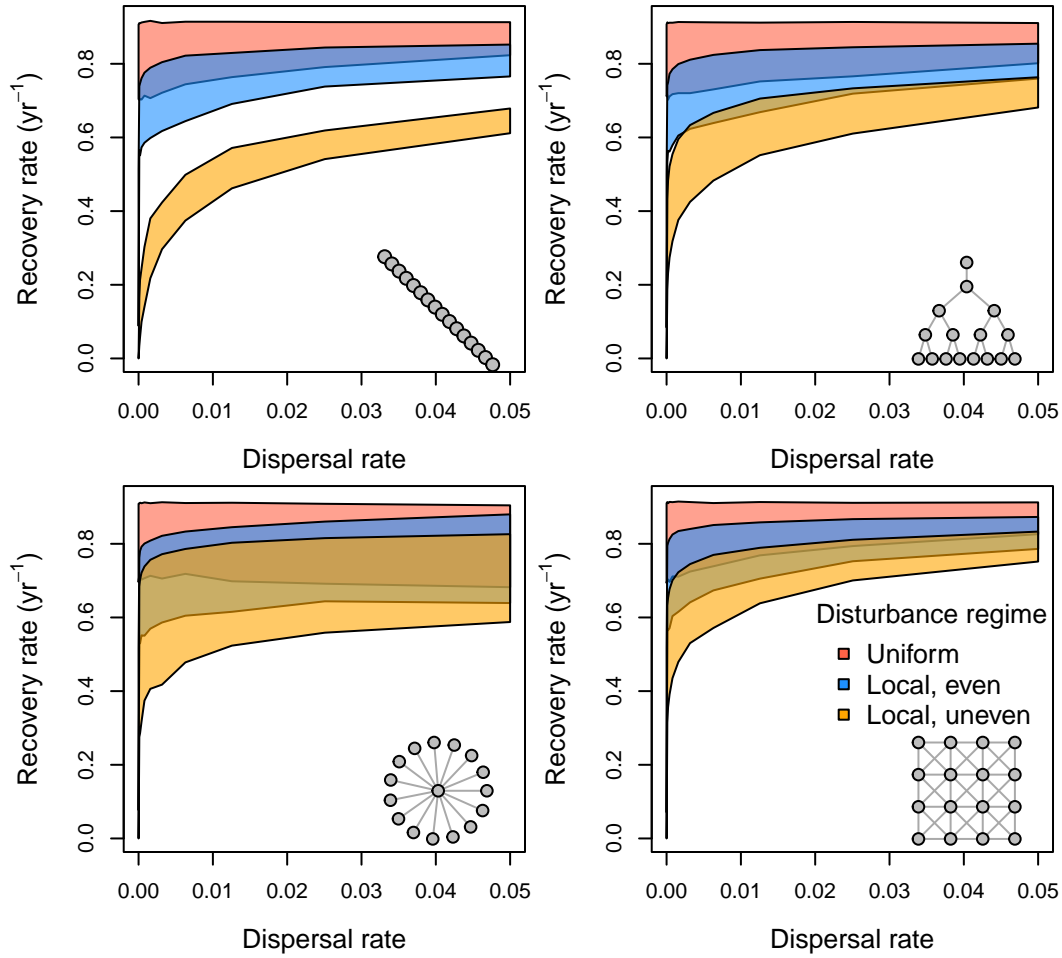 Recovery rate (yr⁻¹)
0.8
0.6
0.4
0.2
0.0
0.00 0.01 0.02 0.03 0.04 0.05
Dispersal rate
Recovery rate (yr⁻¹)
0.8
0.6
0.4
0.2
0.0
0.00 0.01 0.02 0.03 0.04 0.05
Dispersal rate
Recovery rate (yr⁻¹)
0.8
0.6
0.4
0.2
0.0
0.00 0.01 0.02 0.03 0.04 0.05
Dispersal rate
Recovery rate (yr⁻¹)
0.8
0.6
0.4
0.2
0.0
Disturbance regime
Uniform
Local, even
Local, uneven
0.00 0.01 0.02 0.03 0.04 0.05
Dispersal rate